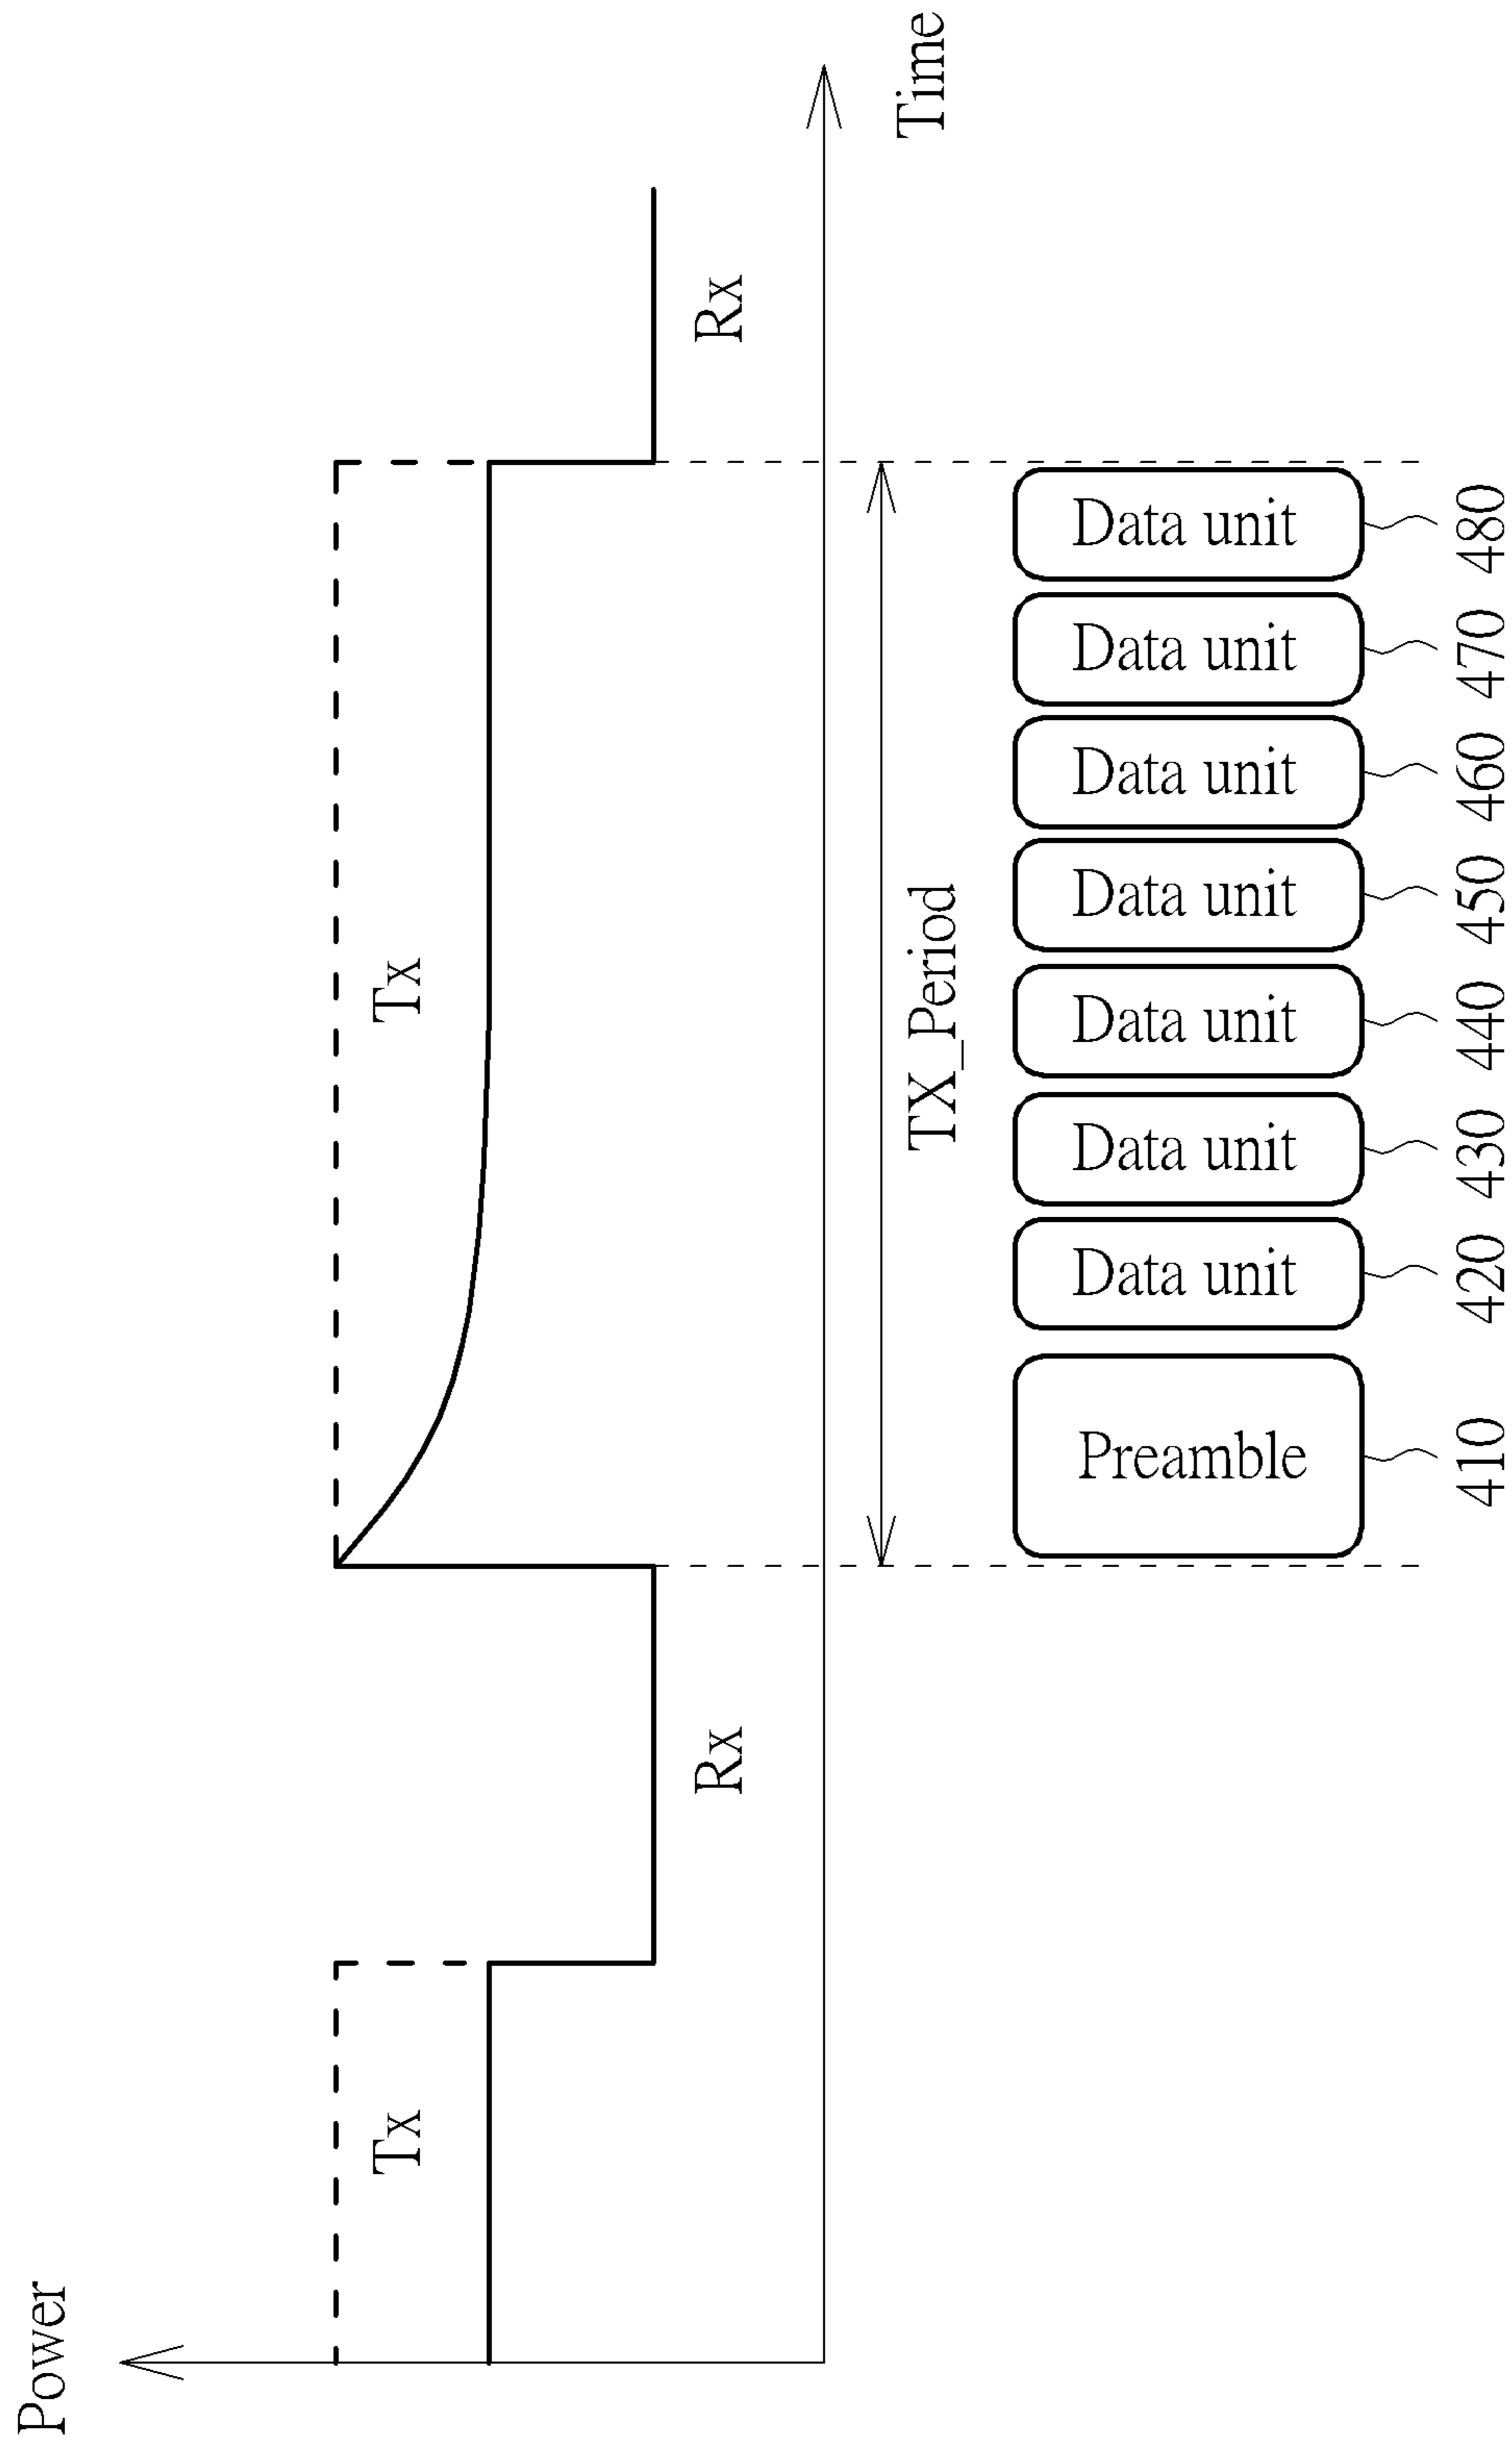 Power
Tx
Tx
Rx
Rx
Time
TX_Period
Preamble
Data unit
Data unit
Data unit
Data unit
Data unit
Data unit
Data unit
410
420
430
440
450
460
470
480